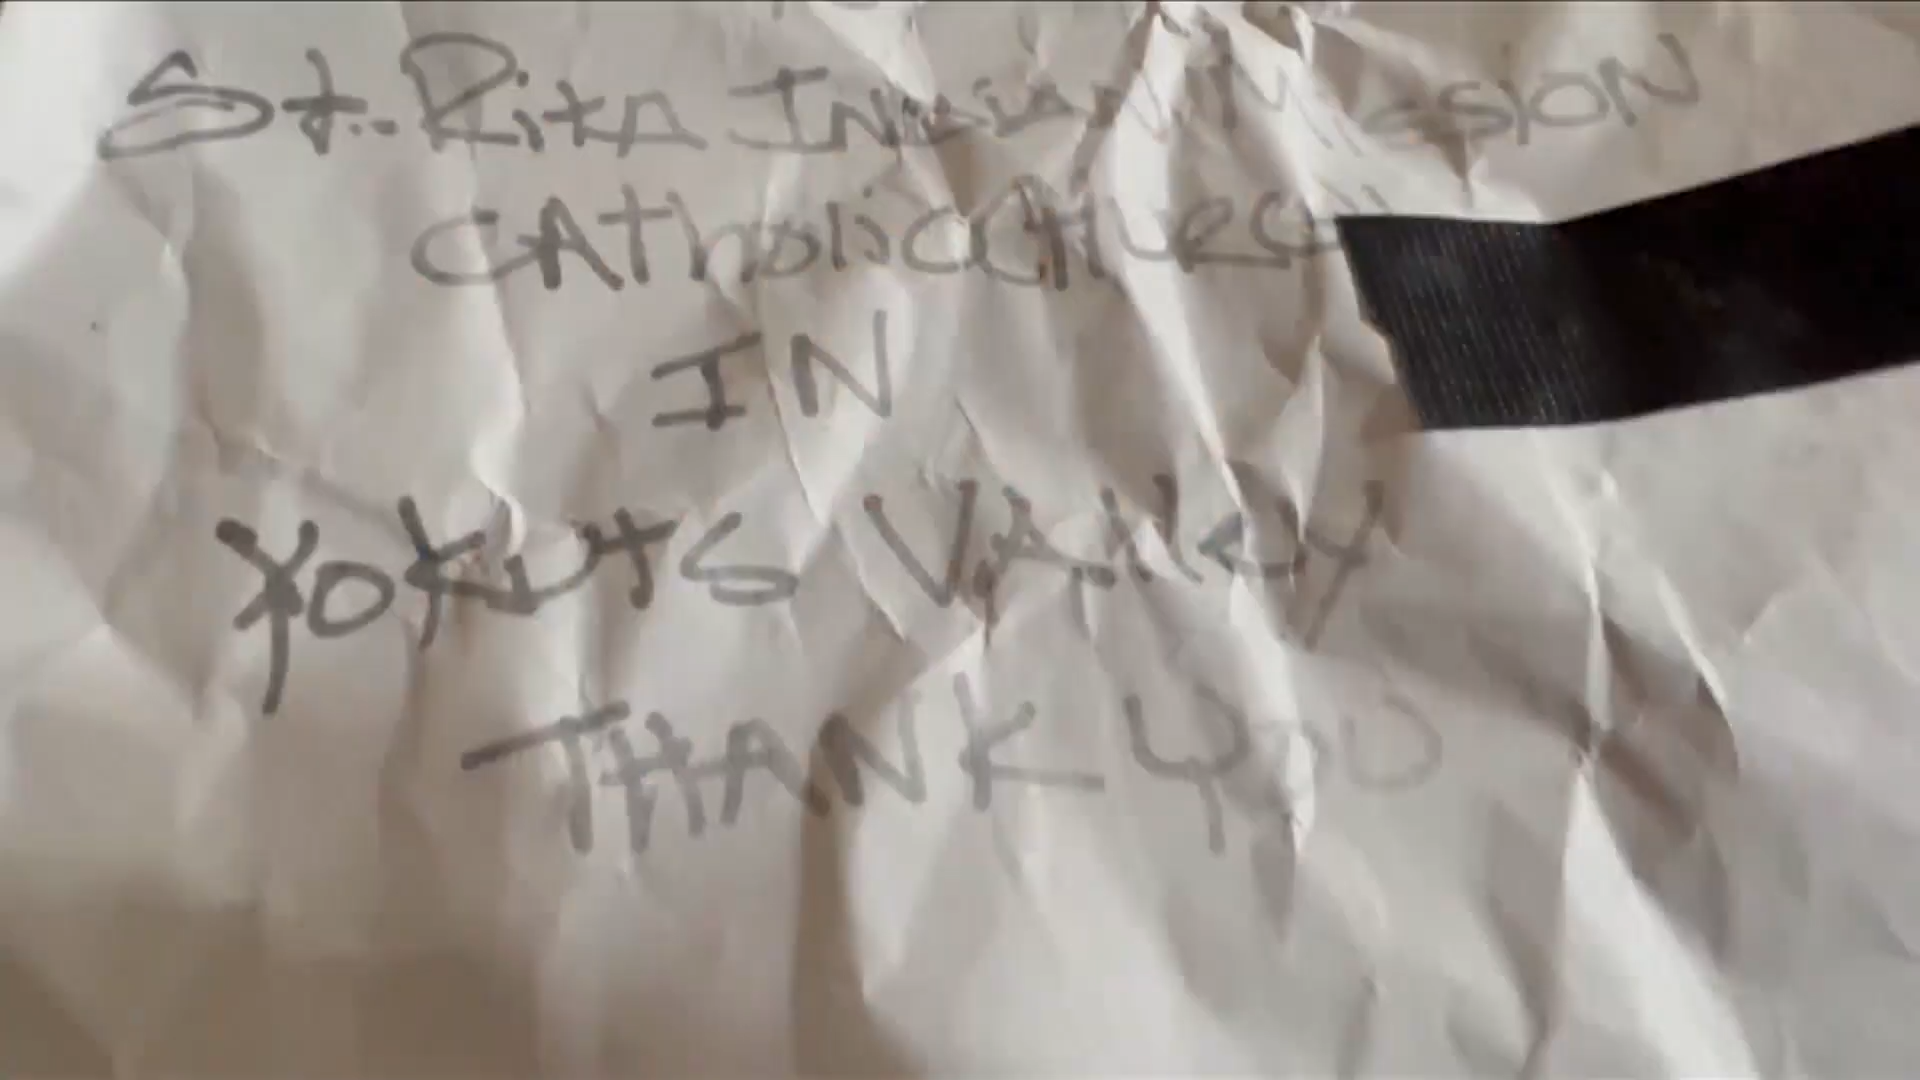 St. Rita INdian Mission
CAtholic CHURCH
IN
YOKuts VAlley
THANK YOU